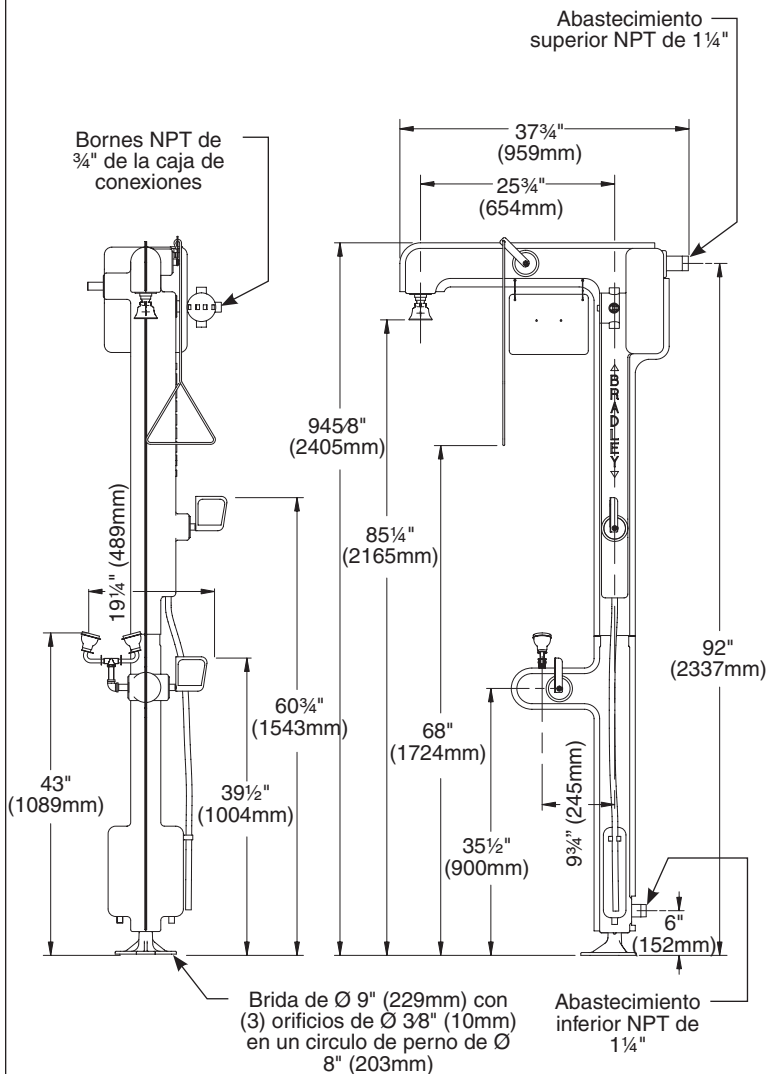 Abastecimiento
superior NPT de 1¼"
37¾"
(959mm)
Bornes NPT de
¾" de la caja de
conexiones
25¾"
(654mm)
BRADLEY
945⁄8"
(2405mm)
85¼"
(2165mm)
19¼" (489mm)
92"
(2337mm)
60¾"
(1543mm)
68"
(1724mm)
43"
(1089mm)
39½"
(1004mm)
9¾” (245mm)
35½"
(900mm)
6"
(152mm)
Brida de Ø 9" (229mm) con
(3) orificios de Ø 3⁄8" (10mm)
en un circulo de perno de Ø
8" (203mm)
Abastecimiento
inferior NPT de
1¼"